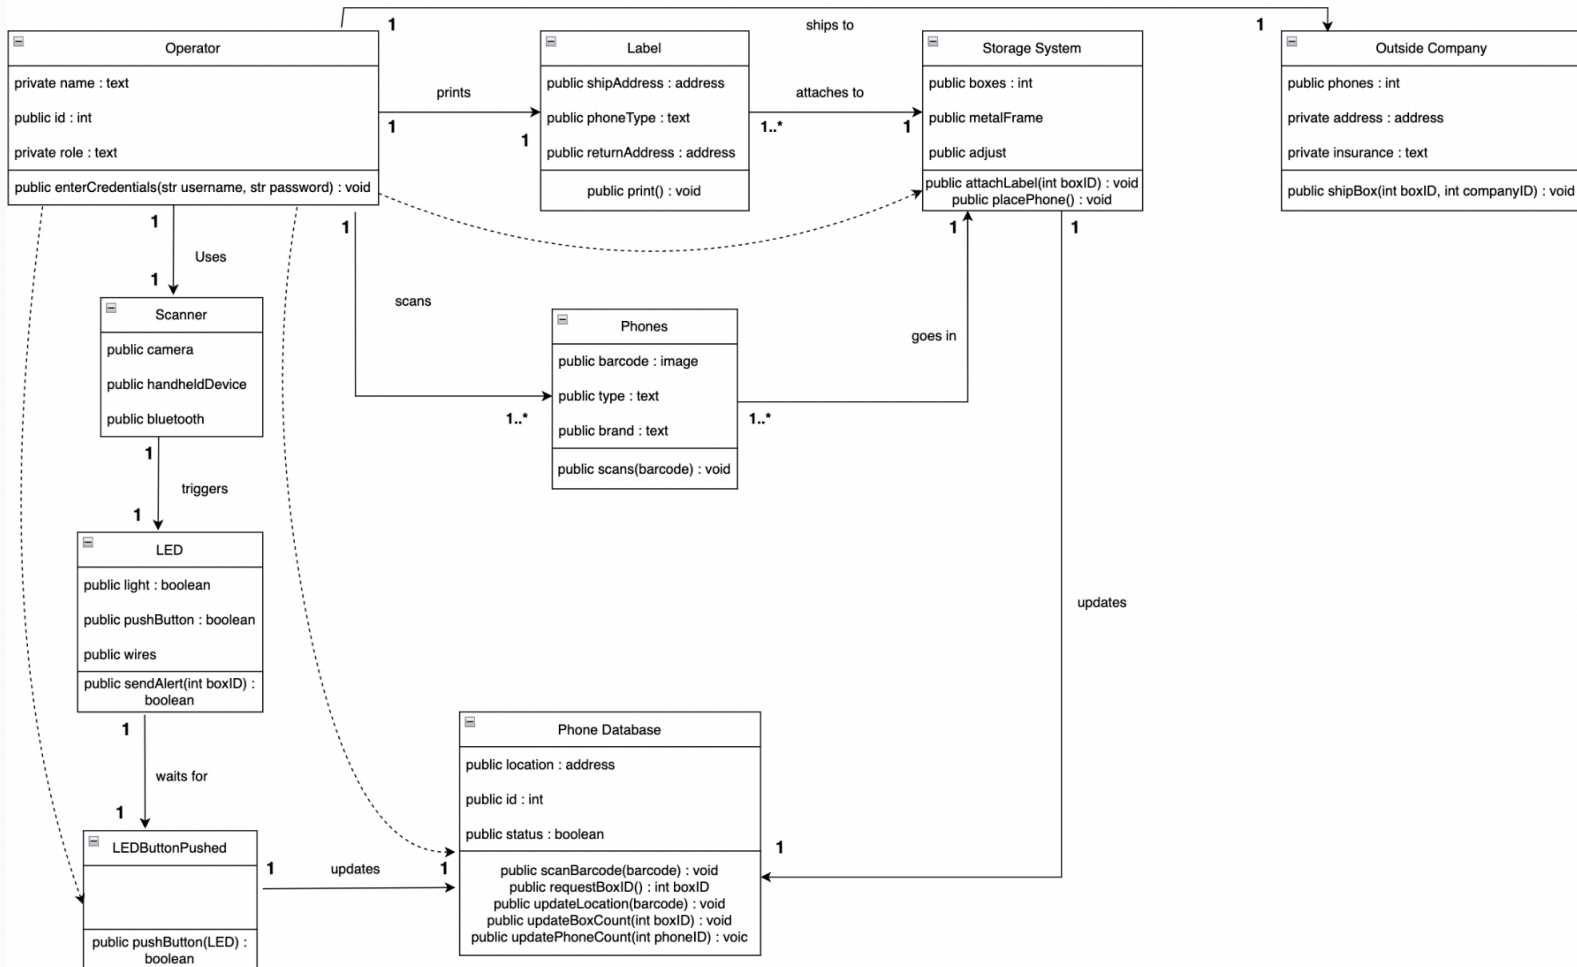 1
ships to
1
Operator
private name : text
public id : int
private role : text
public enterCredentials(str username, str password) : void
prints
1
1
Label
public shipAddress : address
public phoneType : text
public returnAddress : address
public print() : void
attaches to
1..*
1
Storage System
public boxes : int
public metalFrame
public adjust
public attachLabel(int boxID) : void
public placePhone() : void
Outside Company
public phones : int
private address : address
private insurance : text
public shipBox(int boxID, int companyID) : void
1
Uses
1
1
scans
1..*
1
1
Scanner
public camera
public handheldDevice
public bluetooth
Phones
public barcode : image
public type : text
public brand : text
public scans(barcode) : void
goes in
1..*
1
triggers
1
LED
public light : boolean
public pushButton : boolean
public wires
public sendAlert(int boxID) :
boolean
updates
1
waits for
1
Phone Database
public location : address
public id : int
public status : boolean
public scanBarcode(barcode) : void
public requestBoxID() : int boxID
public updateLocation(barcode) : void
public updateBoxCount(int boxID) : void
public updatePhoneCount(int phoneID) : voic
1
LEDButtonPushed
public pushButton(LED) :
boolean
1
updates
1